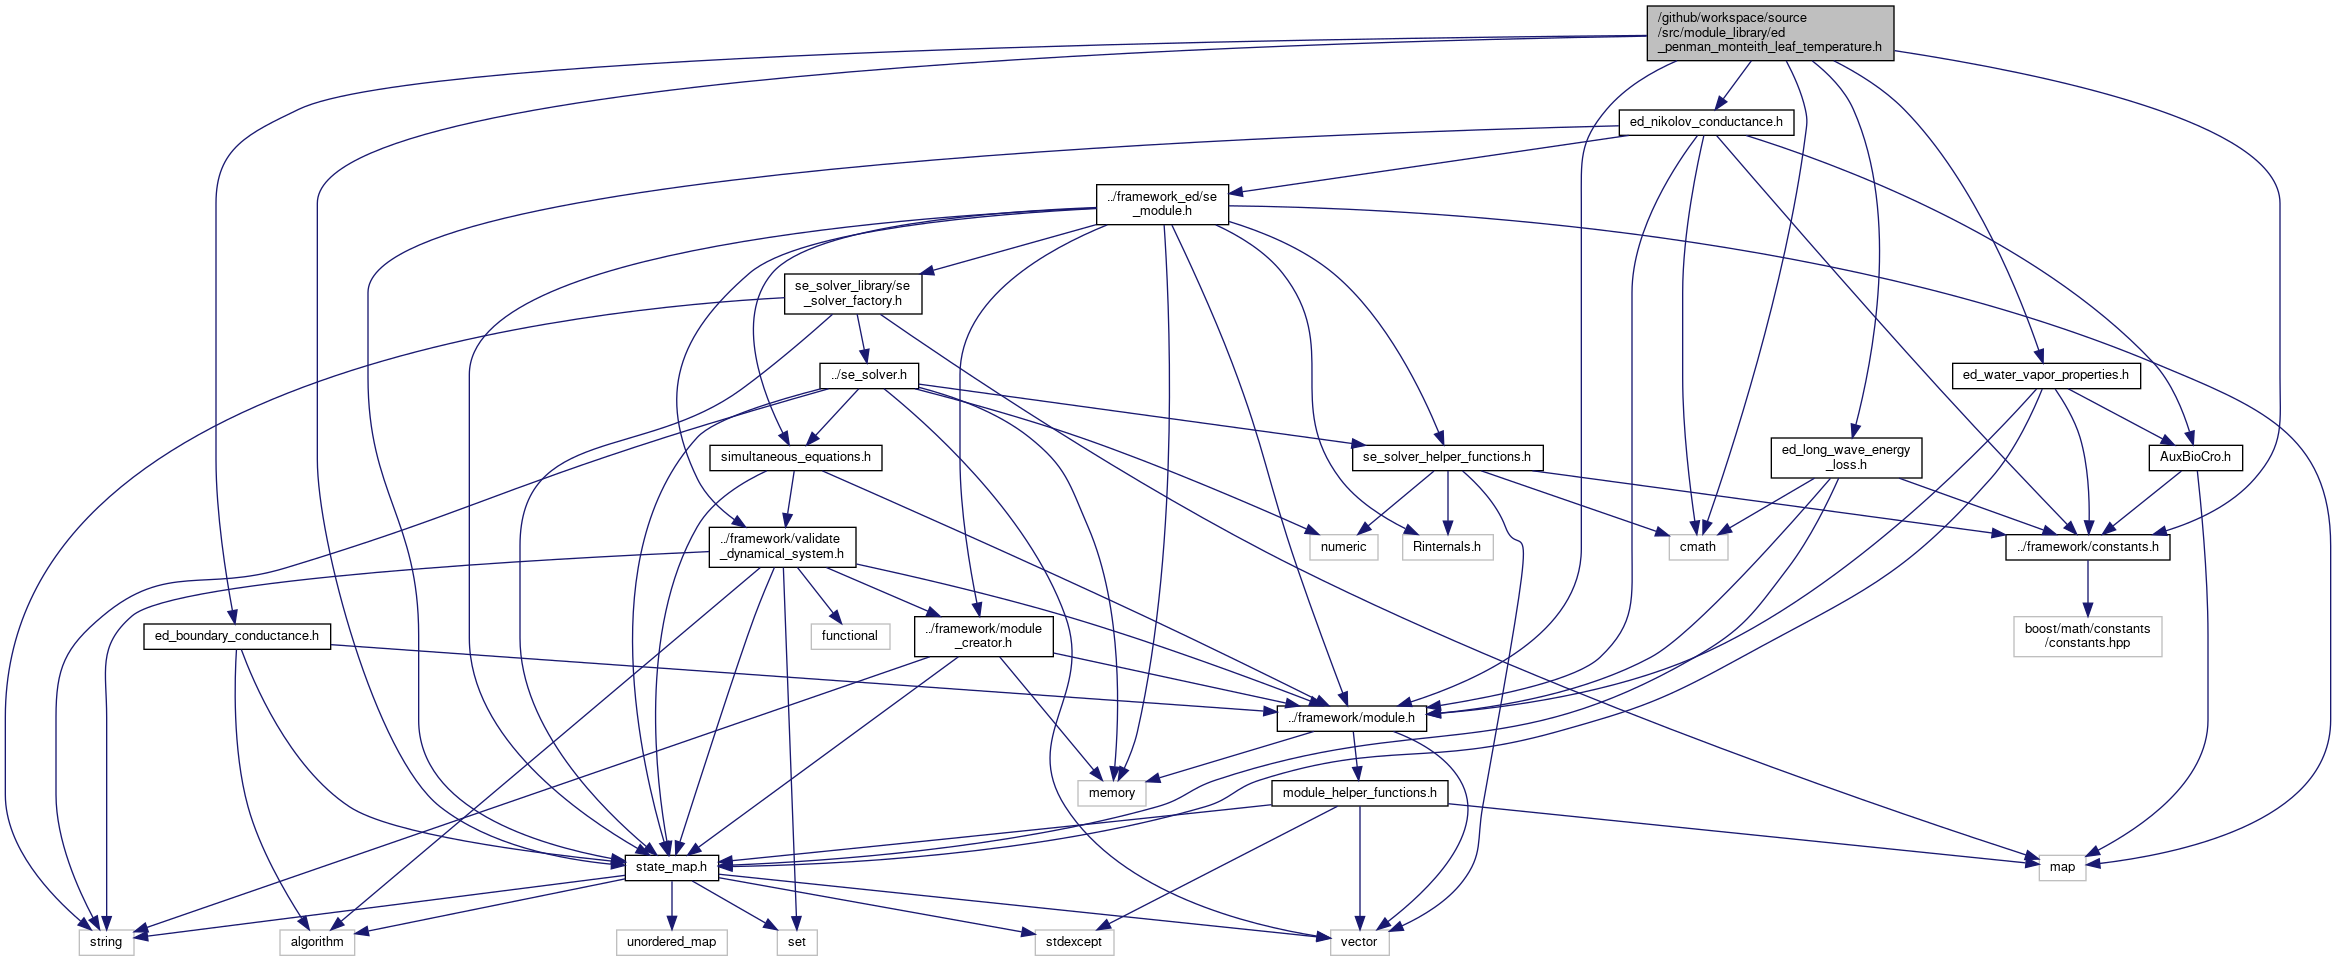 /github/workspace/source
/src/module_library/ed
_penman_monteith_leaf_temperature.h
ed_nikolov_conductance.h
../framework_ed/se
_module.h
se_solver_library/se
_solver_factory.h
../se_solver.h
ed_water_vapor_properties.h
simultaneous_equations.h
se_solver_helper_functions.h
ed_long_wave_energy
_loss.h
AuxBioCro.h
../framework/validate
_dynamical_system.h
numeric
Rinternals.h
cmath
../framework/constants.h
ed_boundary_conductance.h
functional
../framework/module
_creator.h
boost/math/constants
/constants.hpp
../framework/module.h
memory
module_helper_functions.h
state_map.h
map
string
algorithm
unordered_map
set
stdexcept
vector